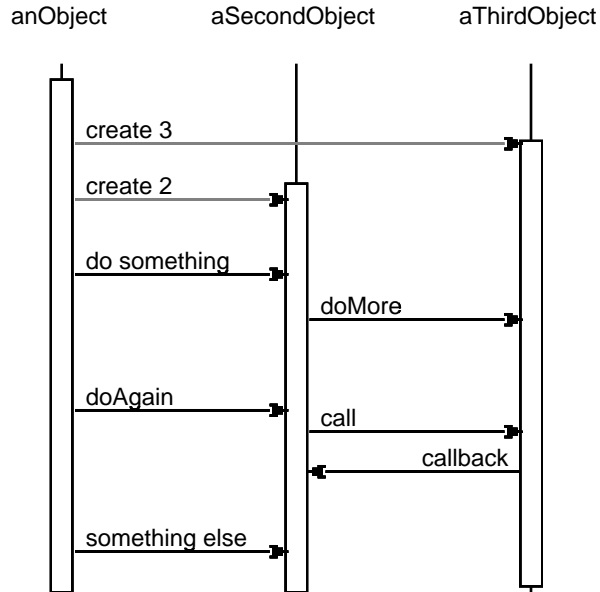 anObject aSecondObject aThirdObject
create 3
create 2
do something
doMore
doAgain
call
callback
something else